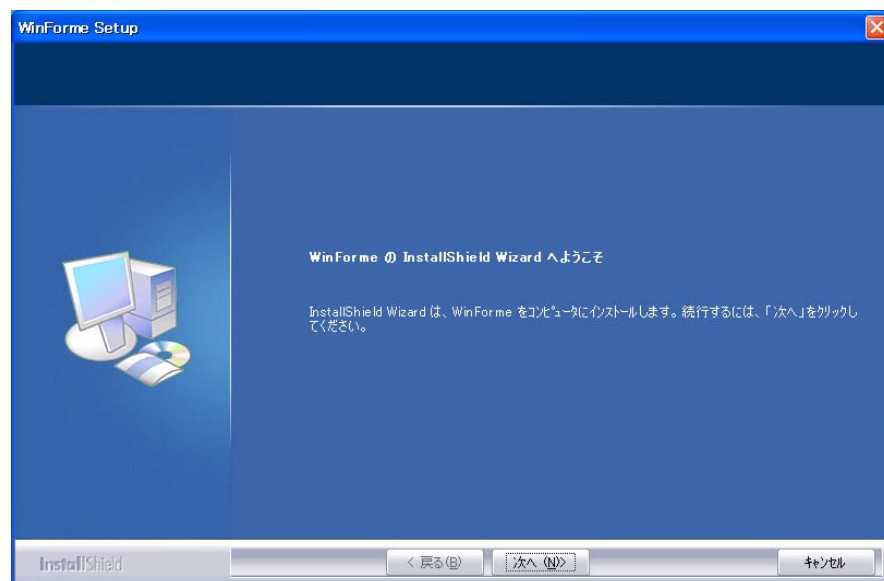 WinForme Setup
WinForme の InstallShield Wizard へようこそ
InstallShield Wizard は、WinForme をｺﾝﾋﾟｭｰﾀにｲﾝｽﾄｰﾙします。続行するには、「次へ」をｸﾘｯｸし
てください。
InstallShield
< 戻る(B)
次へ (N)>
ｷｬﾝｾﾙ